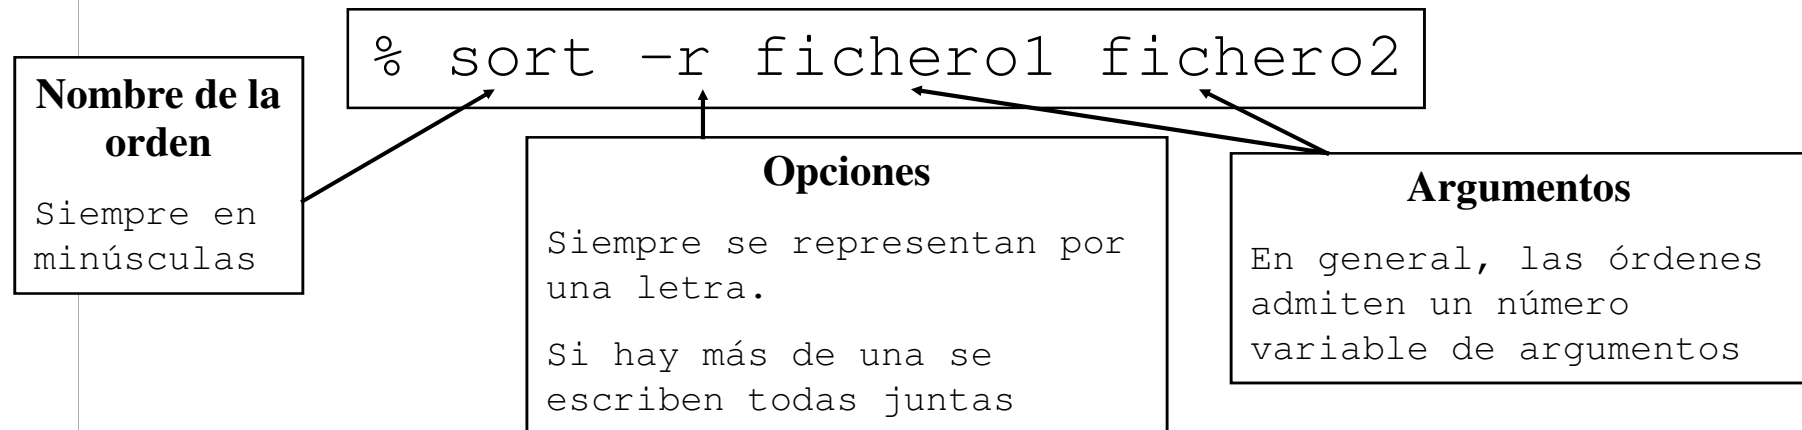 % sort -r fichero1 fichero2
Nombre de la
orden
Siempre en
minúsculas
Opciones
Siempre se representan por
una letra.
Si hay más de una se
escriben todas juntas
Argumentos
En general, las órdenes
admiten un número
variable de argumentos